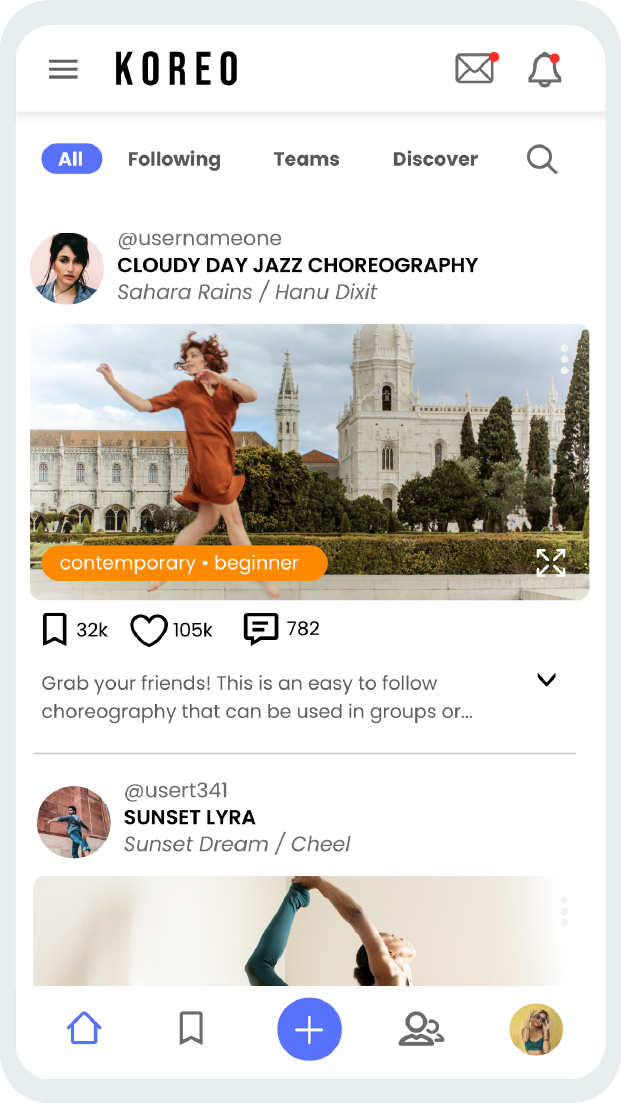 KOREO
All Following Teams Discover
@usernameone
CLOUDY DAY JAZZ CHOREOGRAPHY
Sahara Rains / Hanu Dixit
contemporary • beginner
32k 105k 782
Grab your friends! This is an easy to follow
choreography that can be used in groups or...
@usert341
SUNSET LYRA
Sunset Dream / Cheel